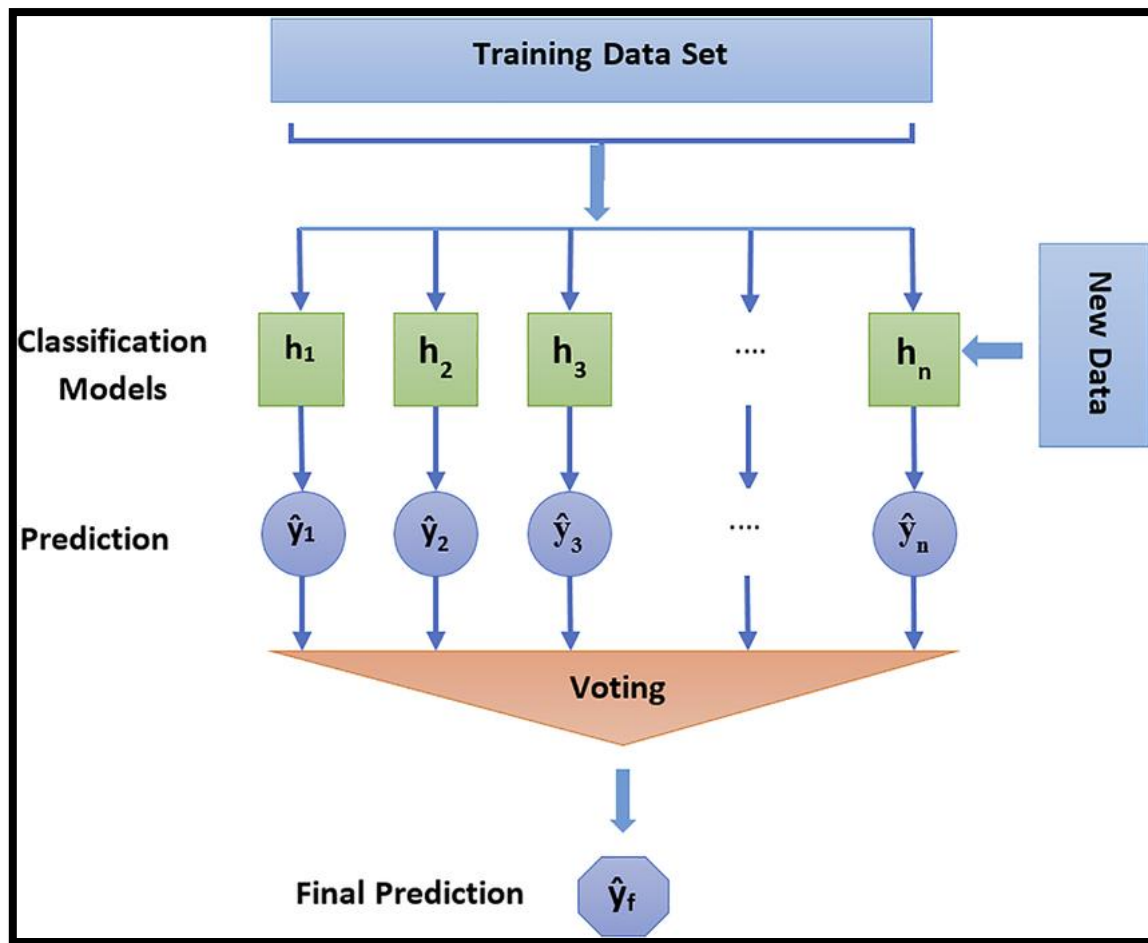 Training Data Set
Classification
Models
h₁
h₂
h₃
....
hₙ
New Data
Prediction
ŷ₁
ŷ₂
ŷ₃
....
ŷₙ
Voting
Final Prediction
ŷf